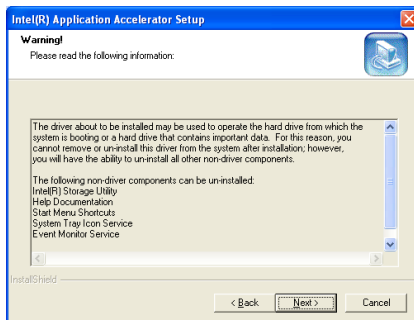 Intel(R) Application Accelerator Setup
Warning!
Please read the following information:
The driver about to be installed may be used to operate the hard drive from which the
system is booting or a hard drive that contains important data. For this reason, you
cannot remove or un-install this driver from the system after installation; however,
you will have the ability to un-install all other non-driver components.
The following non-driver components can be un-installed:
Intel(R) Storage Utility
Help Documentation
Start Menu Shortcuts
System Tray Icon Service
Event Monitor Service
InstallShield
< Back
Next >
Cancel